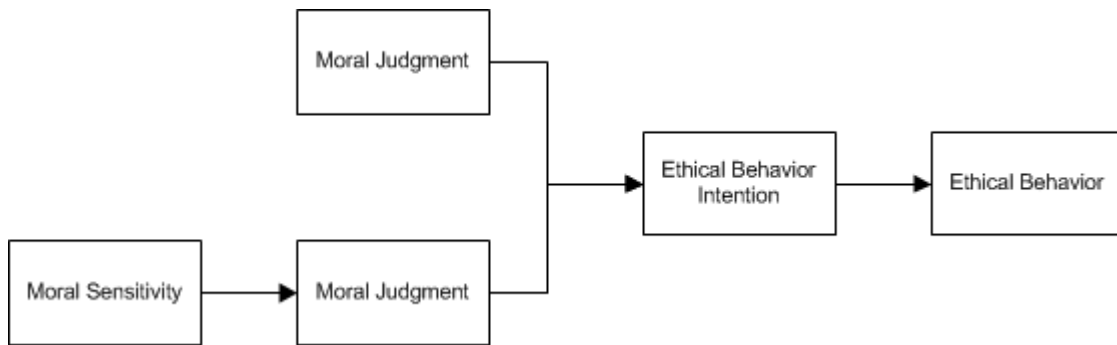 Moral Judgment
Ethical Behavior
Intention
Ethical Behavior
Moral Sensitivity
Moral Judgment